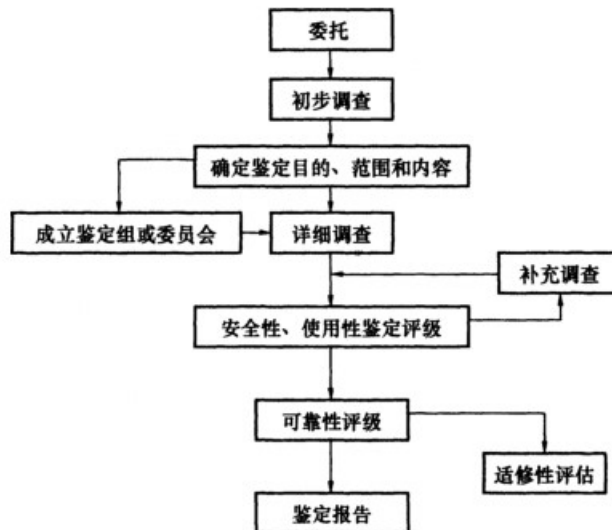 委托
初步调查
确定鉴定目的、范围和内容
成立鉴定组或委员会
详细调查
补充调查
安全性、使用性鉴定评级
可靠性评级
适修性评估
鉴定报告